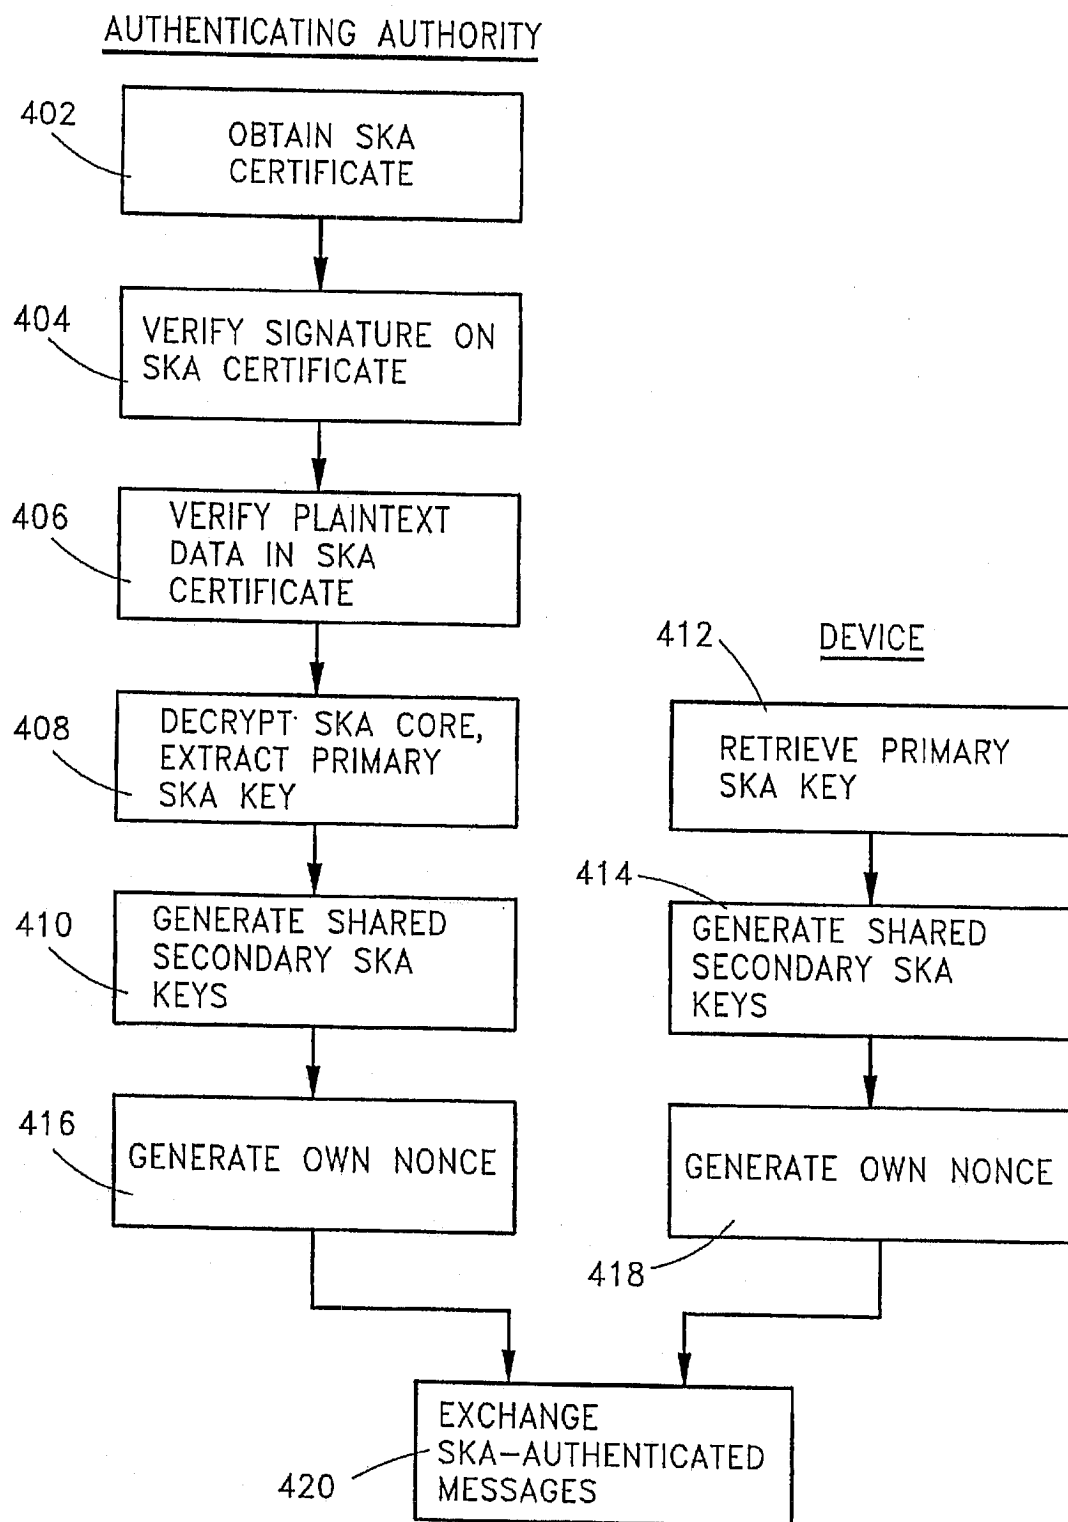 AUTHENTICATING AUTHORITY
402
OBTAIN SKA
CERTIFICATE
404
VERIFY SIGNATURE ON
SKA CERTIFICATE
406
VERIFY PLAINTEXT
DATA IN SKA
CERTIFICATE
408
DECRYPT SKA CORE,
EXTRACT PRIMARY
SKA KEY
410
GENERATE SHARED
SECONDARY SKA
KEYS
416
GENERATE OWN NONCE
DEVICE
412
RETRIEVE PRIMARY
SKA KEY
414
GENERATE SHARED
SECONDARY SKA
KEYS
418
GENERATE OWN NONCE
420
EXCHANGE
SKA-AUTHENTICATED
MESSAGES